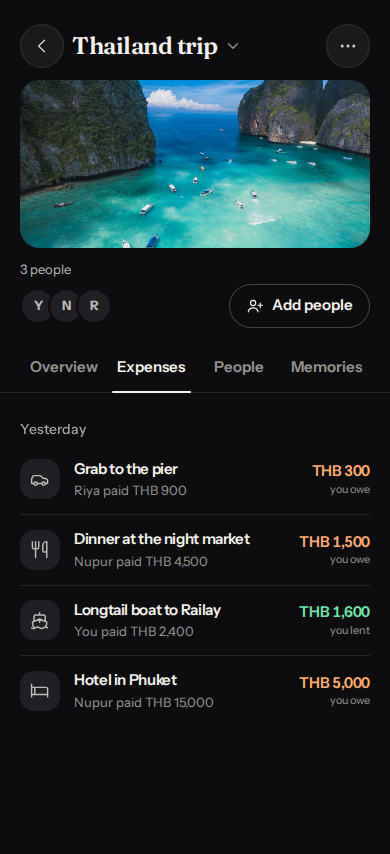 Thailand trip
3 people
Y N R
Add people
Overview Expenses People Memories
Yesterday
Grab to the pier THB 300
Riya paid THB 900 you owe
Dinner at the night market THB 1,500
Nupur paid THB 4,500 you owe
Longtail boat to Railay THB 1,600
You paid THB 2,400 you lent
Hotel in Phuket THB 5,000
Nupur paid THB 15,000 you owe